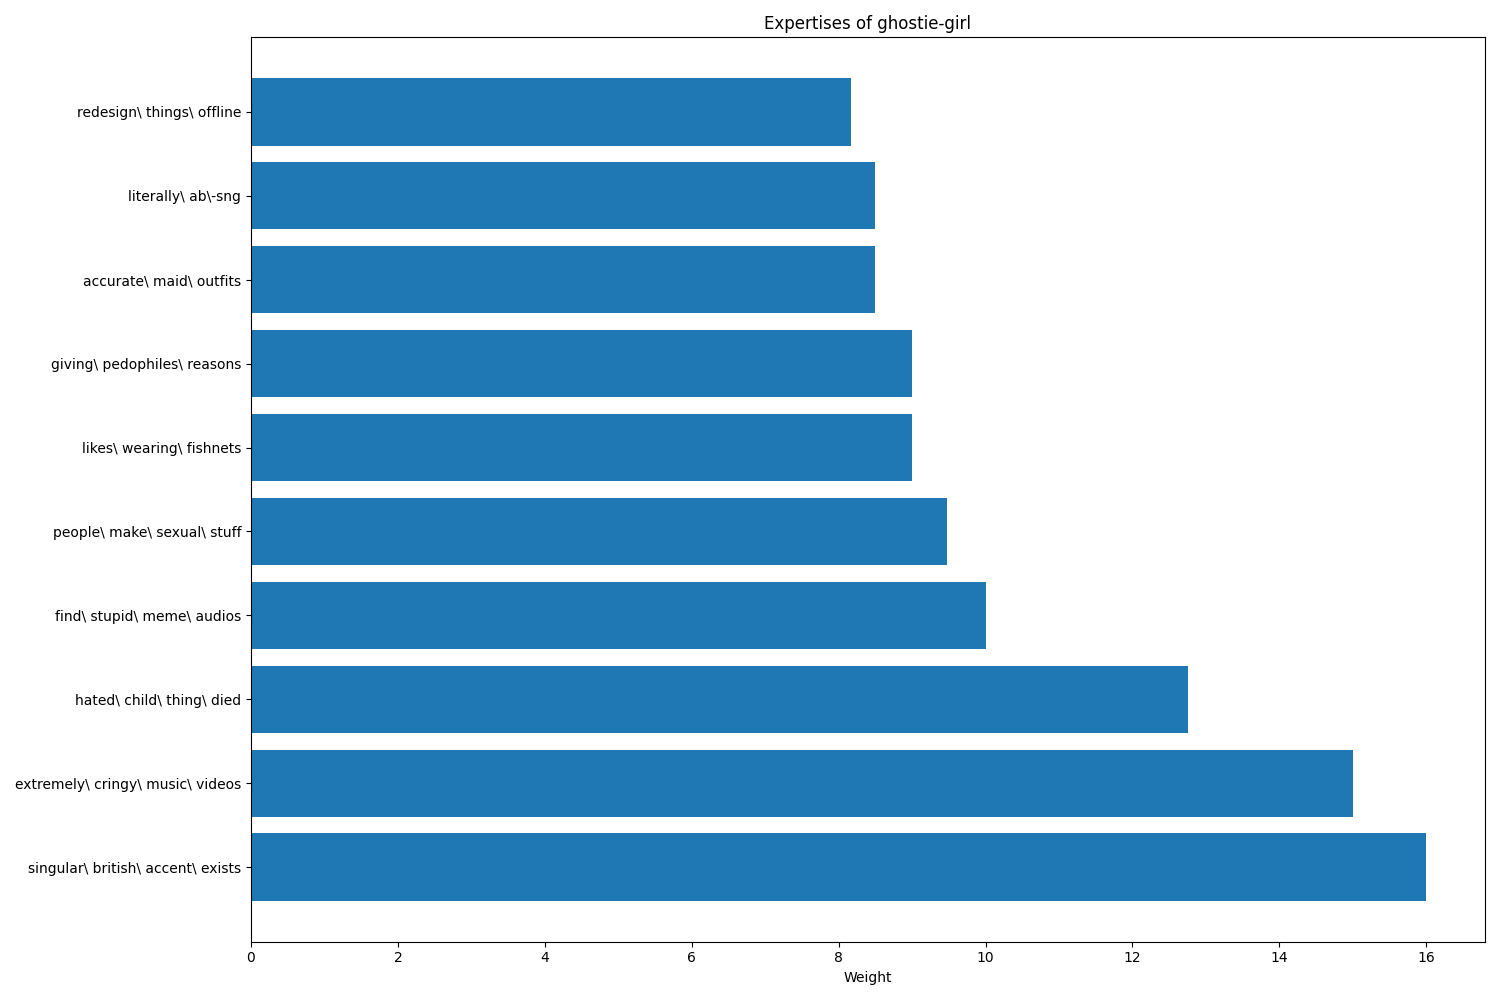 Expertises of ghostie-girl
redesign\ things\ offline
literally\ ab\-sng
accurate\ maid\ outfits
giving\ pedophiles\ reasons
likes\ wearing\ fishnets
people\ make\ sexual\ stuff
find\ stupid\ meme\ audios
hated\ child\ thing\ died
extremely\ cringy\ music\ videos
singular\ british\ accent\ exists
0 2 4 6 8 10 12 14 16
Weight